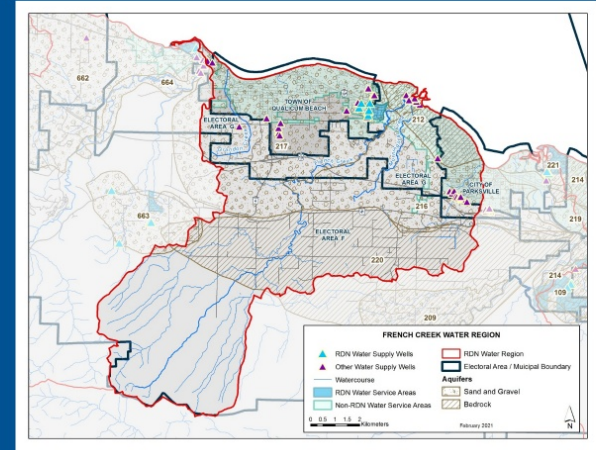 662
664
TOWN OF
QUALICUM BEACH
ELECTORAL
AREA G
217
212
ELECTORAL
AREA G
216
CITY OF
PARKSVILLE
221
214
219
663
ELECTORAL
AREA F
220
214
109
209
FRENCH CREEK WATER REGION
RDN Water Supply Wells
Other Water Supply Wells
Watercourse
RDN Water Service Areas
Non-RDN Water Service Areas
RDN Water Region
Electoral Area / Muicipal Boundary
Aquifers
Sand and Gravel
Bedrock
0 0.5 1 1.5 2
Kilometers
February 2021
N